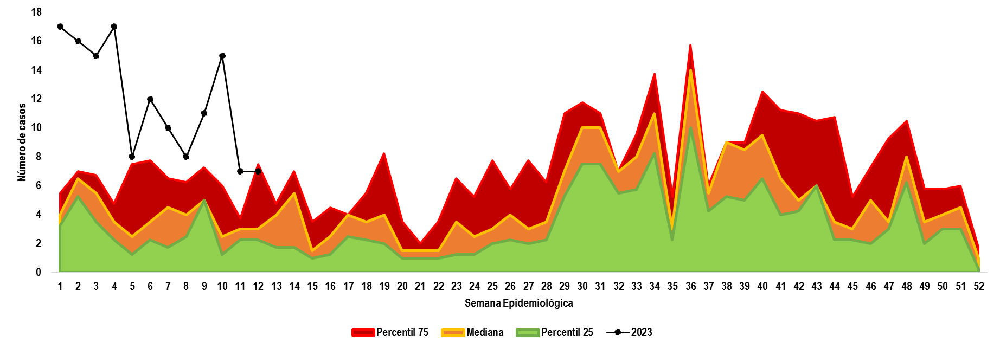 18
16
14
12
10
8
6
4
2
0
Número de casos
1 2 3 4 5 6 7 8 9 10 11 12 13 14 15 16 17 18 19 20 21 22 23 24 25 26 27 28 29 30 31 32 33 34 35 36 37 38 39 40 41 42 43 44 45 46 47 48 49 50 51 52
Semana Epidemiológica
Percentil 75 Mediana Percentil 25 2023